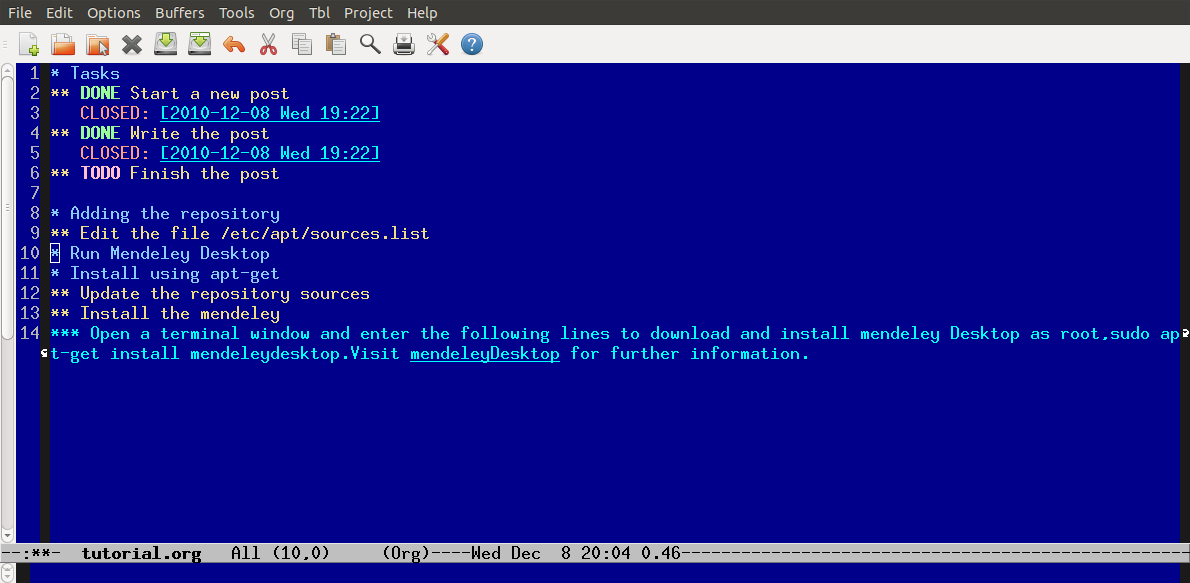 File Edit Options Buffers Tools Org Tbl Project Help
1 * Tasks
2 ** DONE Start a new post
3 CLOSED: [2010-12-08 Wed 19:22]
4 ** DONE Write the post
5 CLOSED: [2010-12-08 Wed 19:22]
6 ** TODO Finish the post
7
8 * Adding the repository
9 ** Edit the file /etc/apt/sources.list
10 * Run Mendeley Desktop
11 * Install using apt-get
12 ** Update the repository sources
13 ** Install the mendeley
14 *** Open a terminal window and enter the following lines to download and install mendeley Desktop as root,sudo ap
t-get install mendeleydesktop.Visit mendeleyDesktop for further information.
--:**- tutorial.org All (10,0) (Org)----Wed Dec 8 20:04 0.46---------------------------------------------------